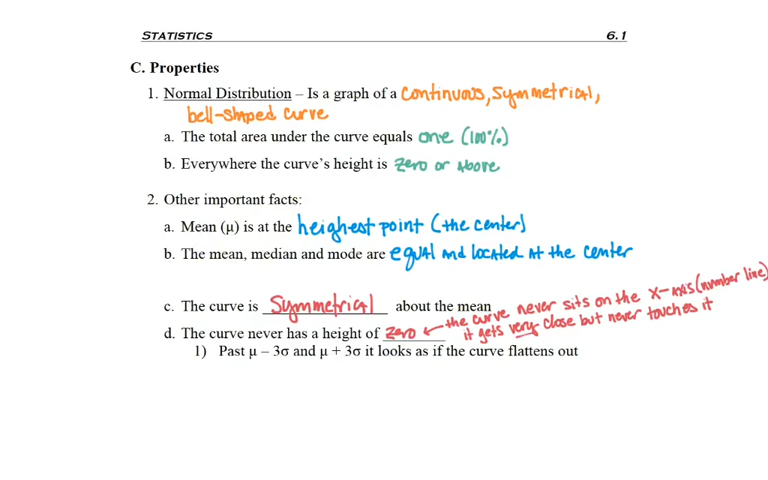 STATISTICS 6.1
C. Properties
1. Normal Distribution – Is a graph of a continuous, symmetrical,
bell-shaped curve
a. The total area under the curve equals one (100%)
b. Everywhere the curve's height is zero or above
2. Other important facts:
a. Mean (μ) is at the highest point (the center)
b. The mean, median and mode are equal and located at the center
c. The curve is symmetrical about the mean
d. The curve never has a height of zero ← the curve never sits on the x-axis (number line)
it gets very close but never touches it
1) Past μ – 3σ and μ + 3σ it looks as if the curve flattens out